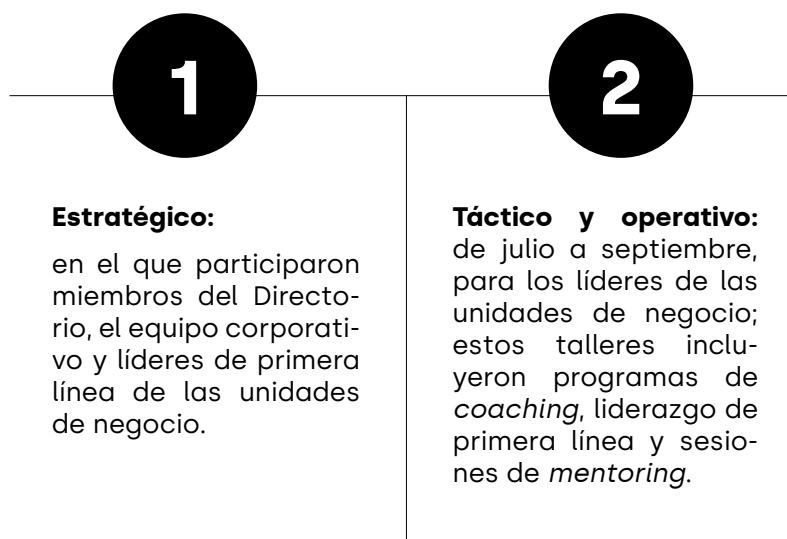 1
Estratégico:
en el que participaron
miembros del Directo-
rio, el equipo corporati-
vo y líderes de primera
línea de las unidades
de negocio.
2
Táctico y operativo:
de julio a septiembre,
para los líderes de las
unidades de negocio;
estos talleres inclu-
yeron programas de
coaching, liderazgo de
primera línea y sesio-
nes de mentoring.